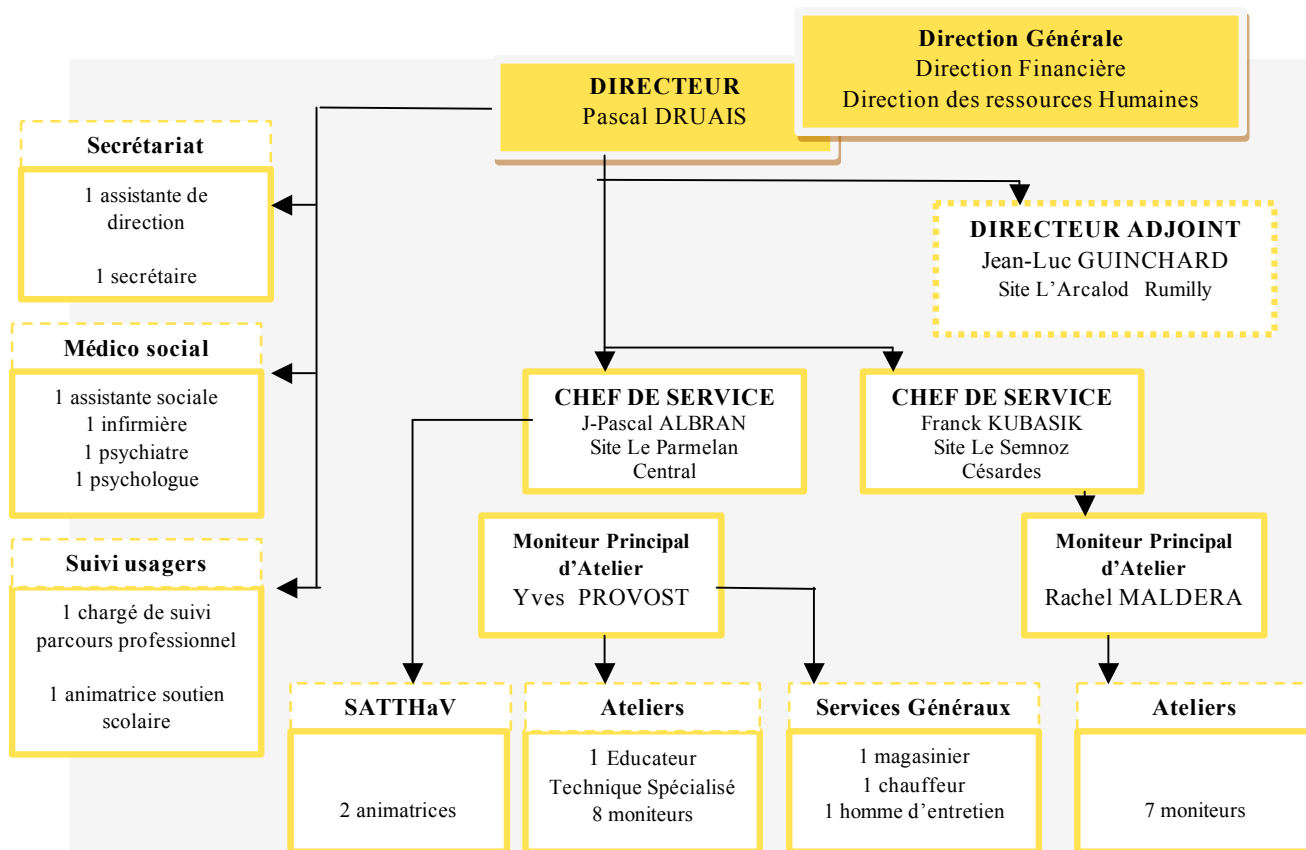 Direction Générale
Direction Financière
Direction des ressources Humaines
DIRECTEUR
Pascal DRUAIS
Secrétariat
1 assistante de
direction
1 secrétaire
DIRECTEUR ADJOINT
Jean-Luc GUINCHARD
Site L’Arcalod Rumilly
Médico social
1 assistante sociale
1 infirmière
1 psychiatre
1 psychologue
CHEF DE SERVICE
J-Pascal ALBRAN
Site Le Parmelan
Central
CHEF DE SERVICE
Franck KUBASIK
Site Le Semnoz
Césardes
Suivi usagers
1 chargé de suivi
parcours professionnel
1 animatrice soutien
scolaire
Moniteur Principal
d’Atelier
Yves PROVOST
Moniteur Principal
d’Atelier
Rachel MALDERA
SATTHaV
2 animatrices
Ateliers
1 Educateur
Technique Spécialisé
8 moniteurs
Services Généraux
1 magasinier
1 chauffeur
1 homme d’entretien
Ateliers
7 moniteurs